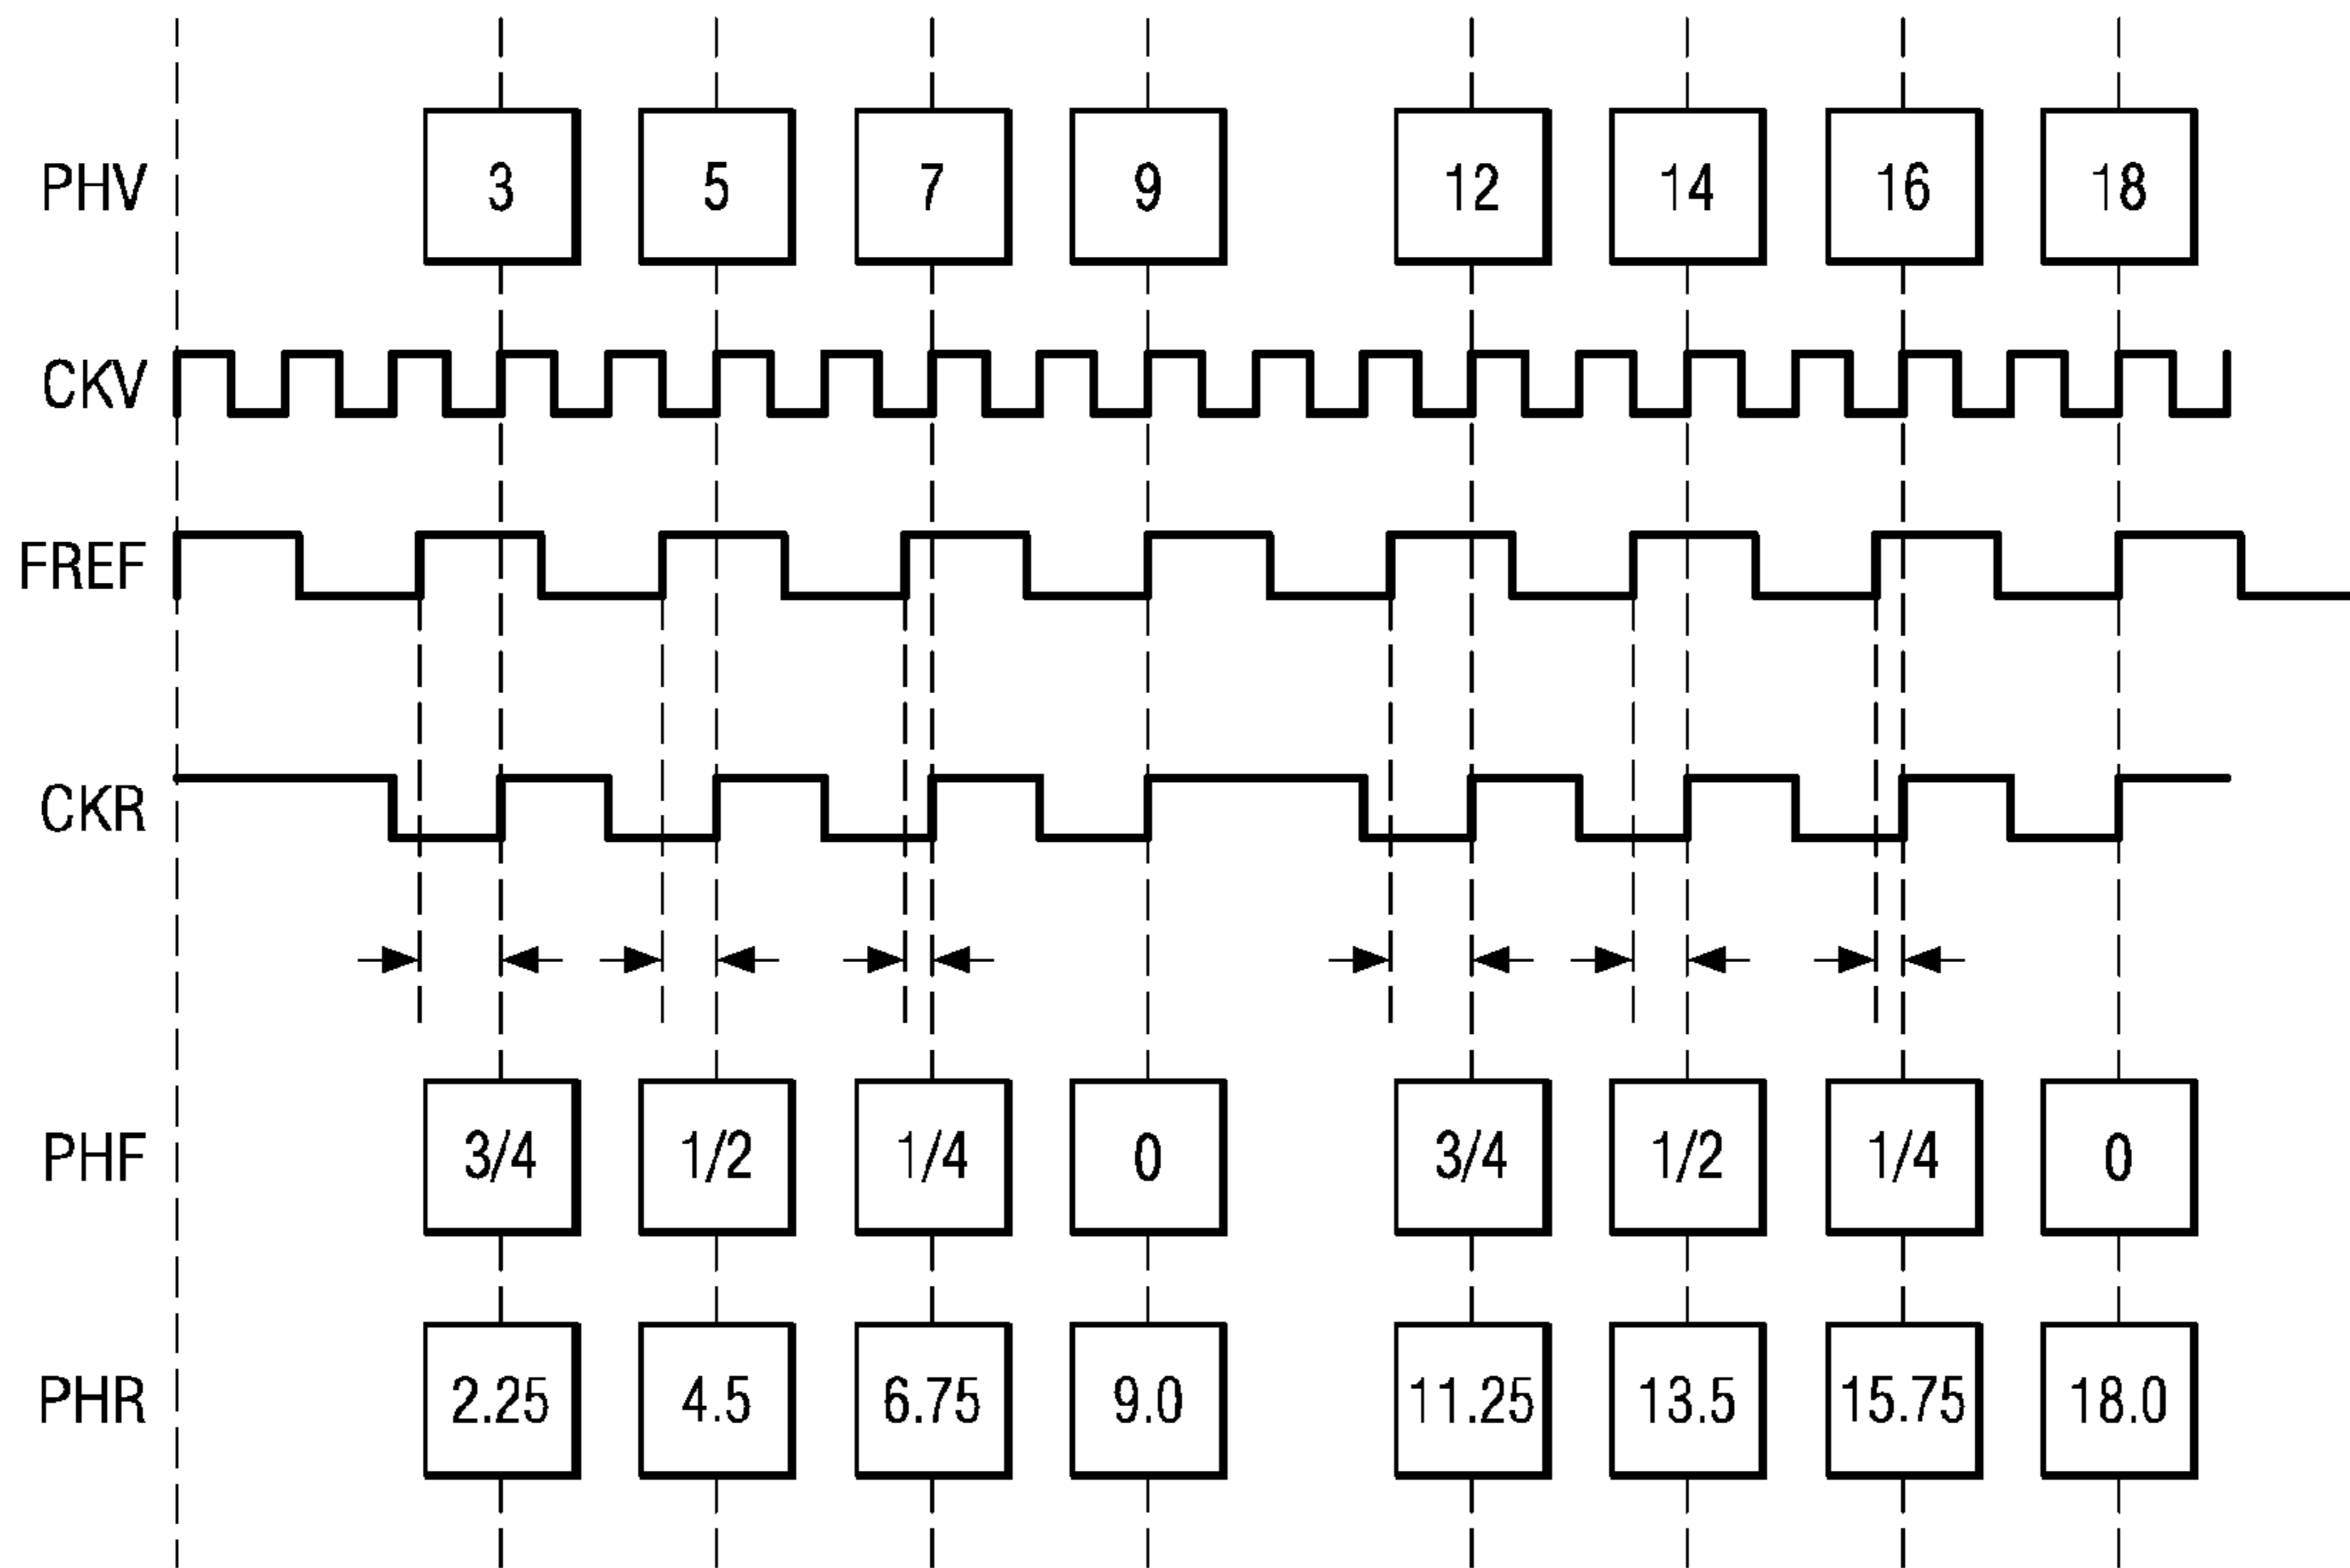 PHV 3 5 7 9 12 14 16 18
CKV
FREF
CKR
PHF 3/4 1/2 1/4 0 3/4 1/2 1/4 0
PHR 2.25 4.5 6.75 9.0 11.25 13.5 15.75 18.0